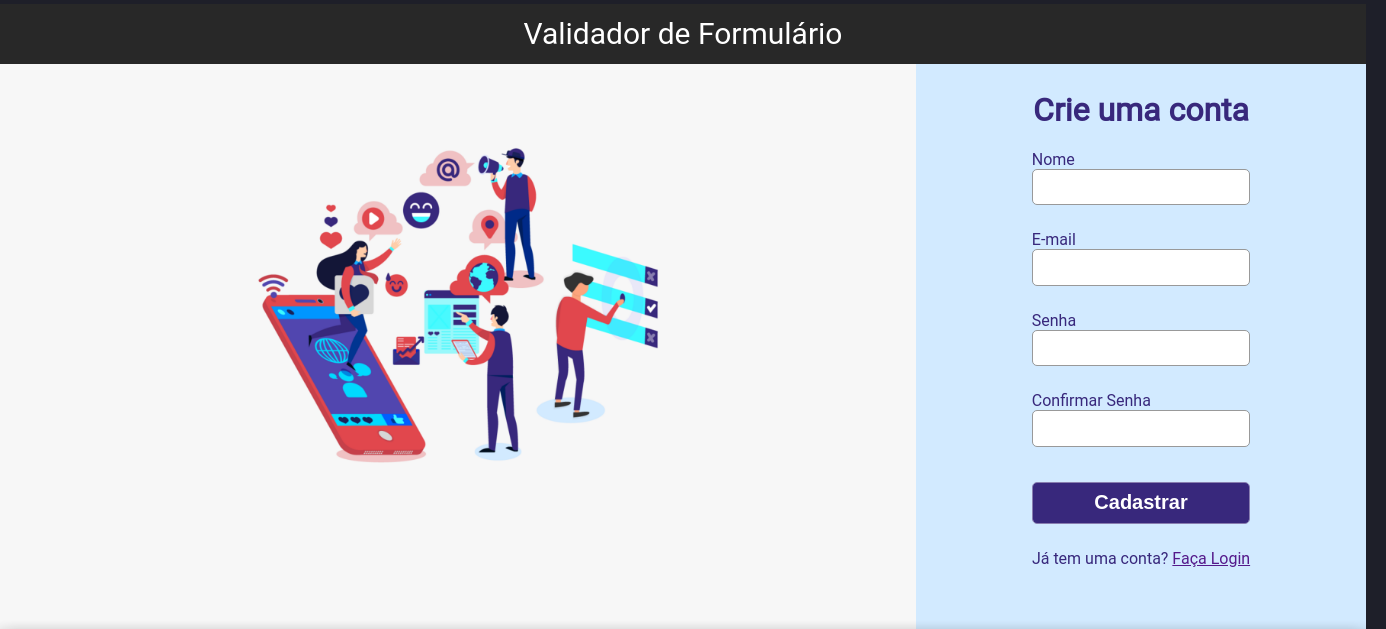 Validador de Formulário
Crie uma conta
Nome
E-mail
Senha
Confirmar Senha
Cadastrar
Já tem uma conta? Faça Login